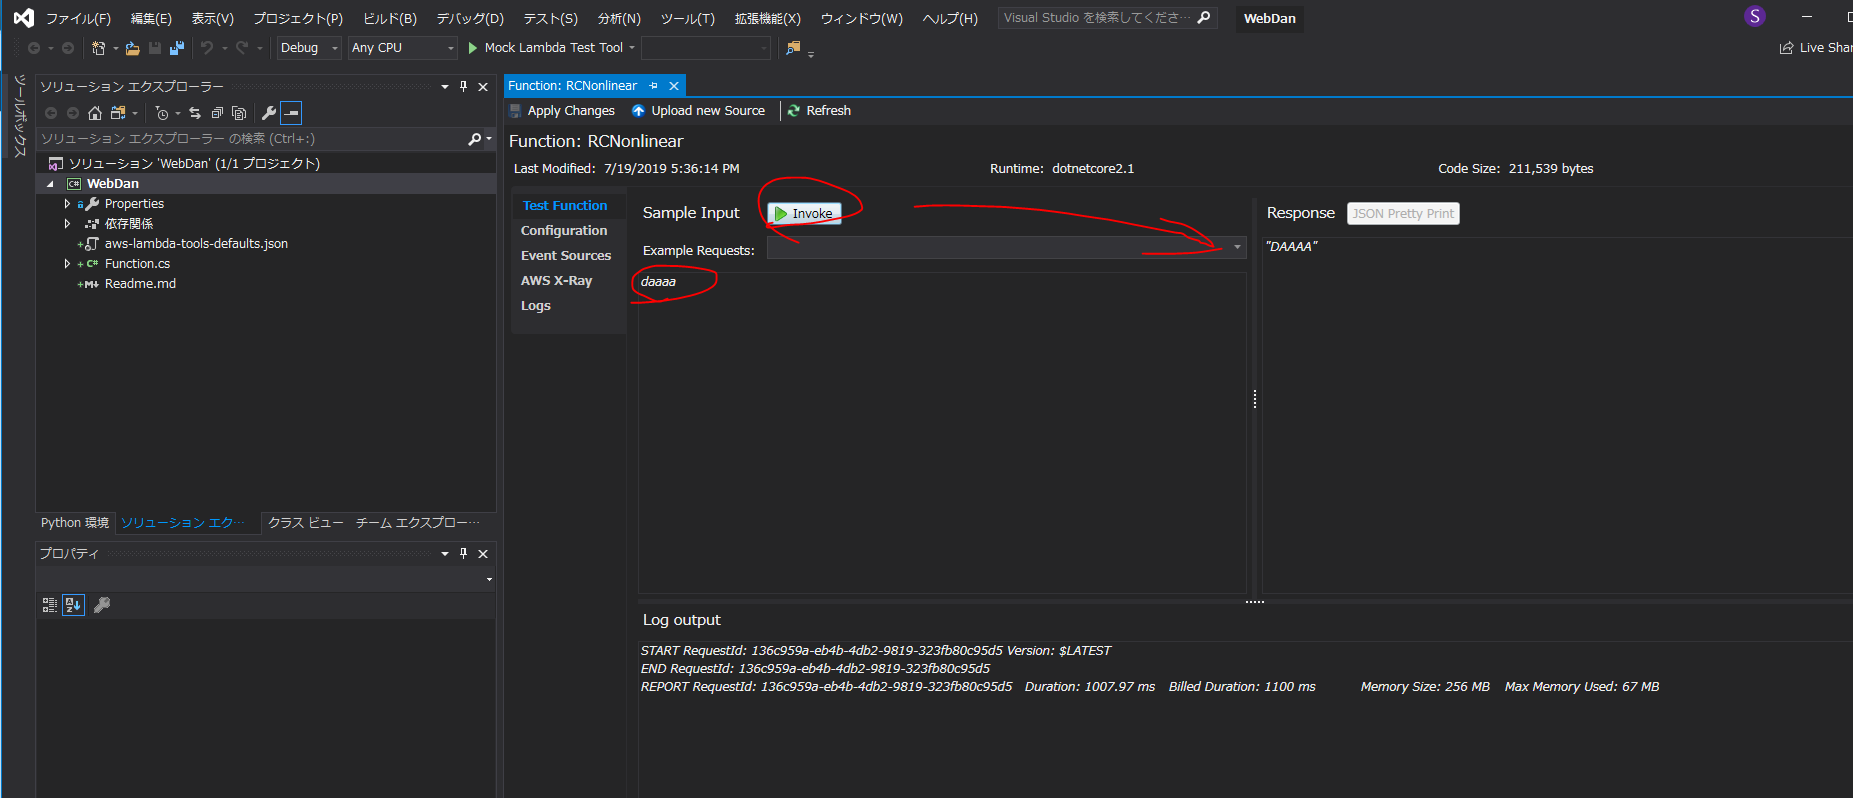 ファイル(F) 編集(E) 表示(V) プロジェクト(P) ビルド(B) デバッグ(D) テスト(S) 分析(N) ツール(T) 拡張機能(X) ウィンドウ(W) ヘルプ(H) Visual Studio を検索してくださ… WebDan S
Debug Any CPU Mock Lambda Test Tool Live Shar
ツールボックス
ソリューション エクスプローラー
ソリューション エクスプローラー の検索 (Ctrl+:)
ソリューション 'WebDan' (1/1 プロジェクト)
C# WebDan
Properties
依存関係
+ aws-lambda-tools-defaults.json
+ C# Function.cs
+M↓ Readme.md
Python 環境 ソリューション エク… クラス ビュー チーム エクスプロー…
プロパティ
Function: RCNonlinear
Apply Changes Upload new Source Refresh
Function: RCNonlinear
Last Modified: 7/19/2019 5:36:14 PM Runtime: dotnetcore2.1 Code Size: 211,539 bytes
Test Function
Configuration
Event Sources
AWS X-Ray
Logs
Sample Input Invoke
Example Requests:
daaaa
Response JSON Pretty Print
"DAAAA"
Log output
START RequestId: 136c959a-eb4b-4db2-9819-323fb80c95d5 Version: $LATEST
END RequestId: 136c959a-eb4b-4db2-9819-323fb80c95d5
REPORT RequestId: 136c959a-eb4b-4db2-9819-323fb80c95d5 Duration: 1007.97 ms Billed Duration: 1100 ms Memory Size: 256 MB Max Memory Used: 67 MB